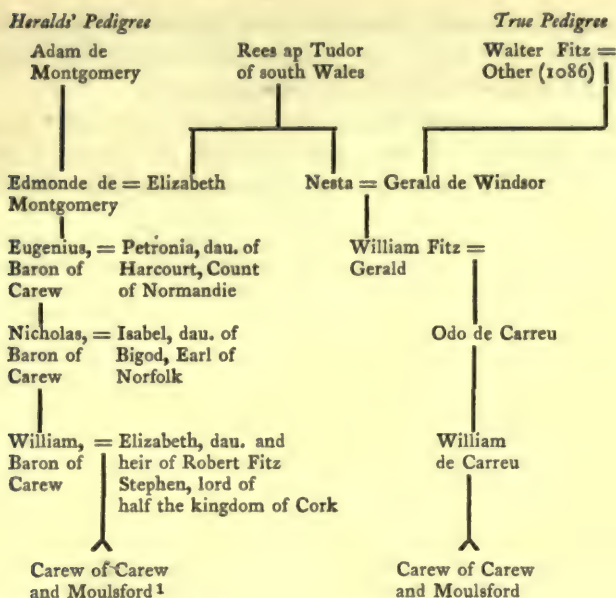 Heralds' Pedigree
True Pedigree
Adam de
Montgomery
Rees ap Tudor
of south Wales
Walter Fitz =
Other (1086)
Edmonde de = Elizabeth
Montgomery
Nesta = Gerald de Windsor
Eugenius, = Petronia, dau. of
Baron of Harcourt, Count
Carew of Normandie
William Fitz =
Gerald
Nicholas, = Isabel, dau. of
Baron of Bigod, Earl of
Carew Norfolk
Odo de Carreu
William, = Elizabeth, dau. and
Baron of heir of Robert Fitz
Carew Stephen, lord of
half the kingdom of Cork
William
de Carreu
Carew of Carew
and Moulsford 1
Carew of Carew
and Moulsford